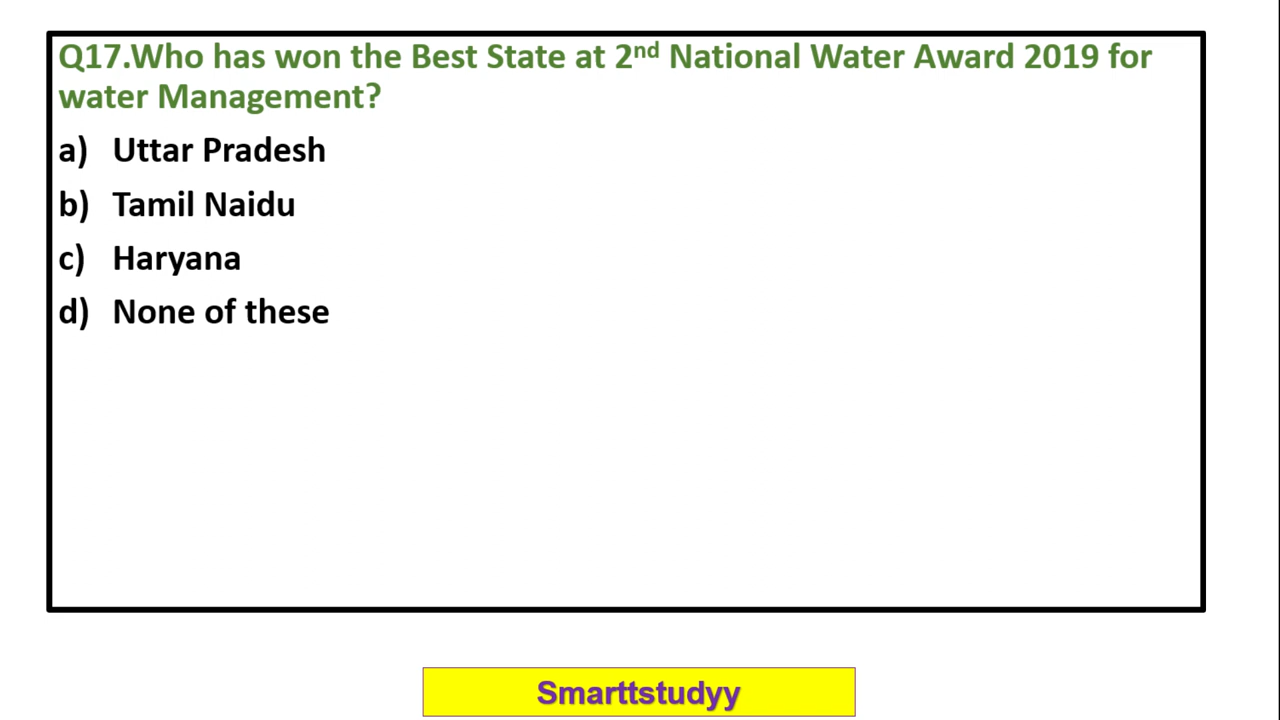 Q17.Who has won the Best State at 2nd National Water Award 2019 for
water Management?
a) Uttar Pradesh
b) Tamil Naidu
c) Haryana
d) None of these
Smarttstudyy